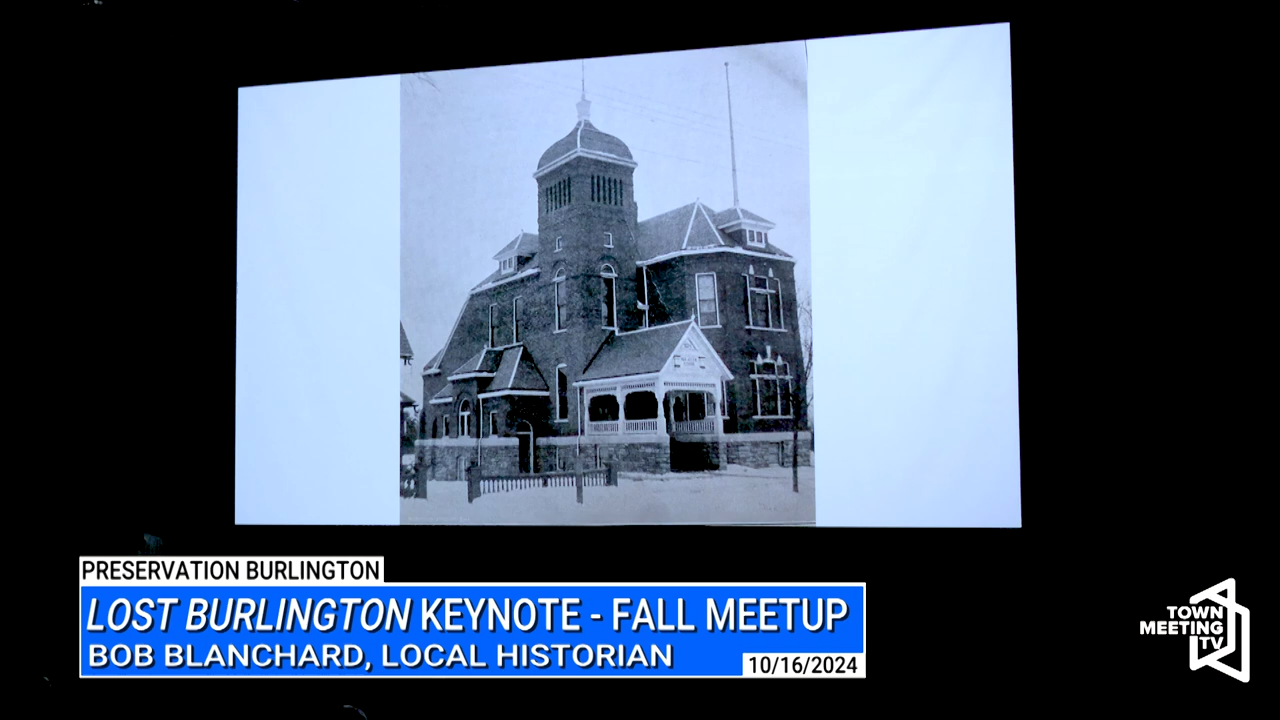 PRESERVATION BURLINGTON
LOST BURLINGTON KEYNOTE - FALL MEETUP
BOB BLANCHARD, LOCAL HISTORIAN
10/16/2024
TOWN
MEETING
TV